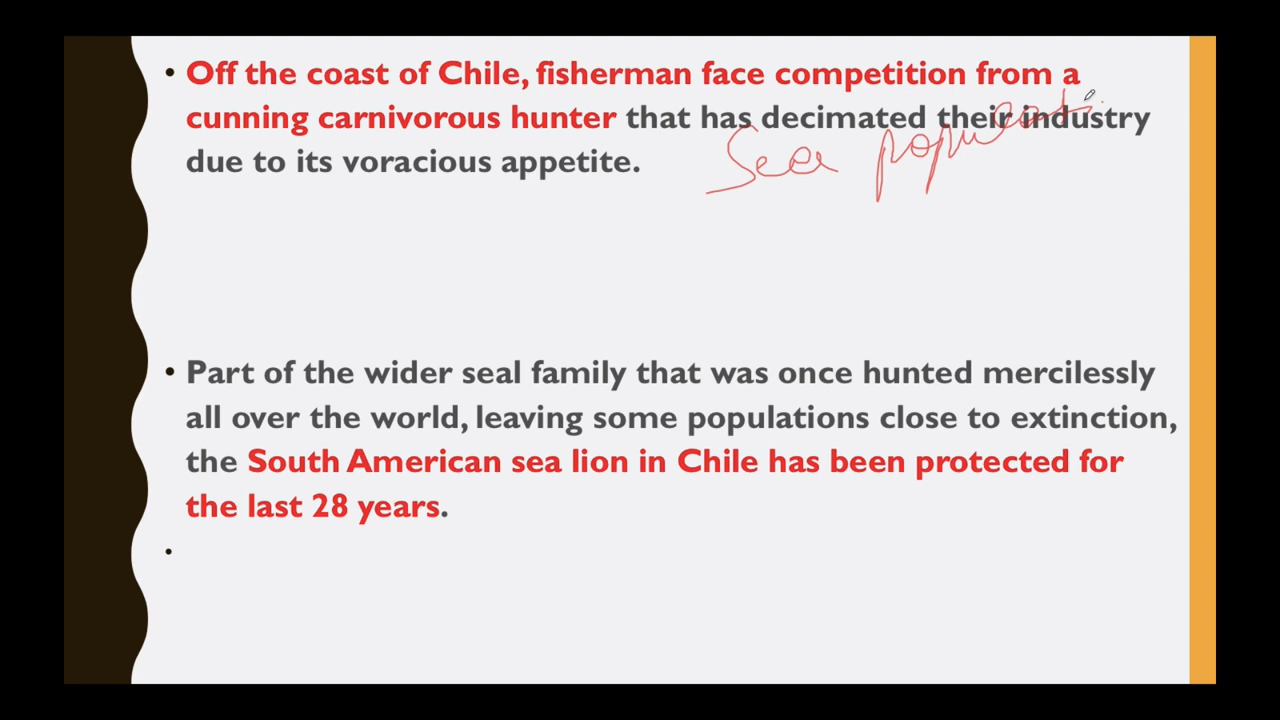 • Off the coast of Chile, fisherman face competition from a
cunning carnivorous hunter that has decimated their industry
due to its voracious appetite.
Sea populati
• Part of the wider seal family that was once hunted mercilessly
all over the world, leaving some populations close to extinction,
the South American sea lion in Chile has been protected for
the last 28 years.
•